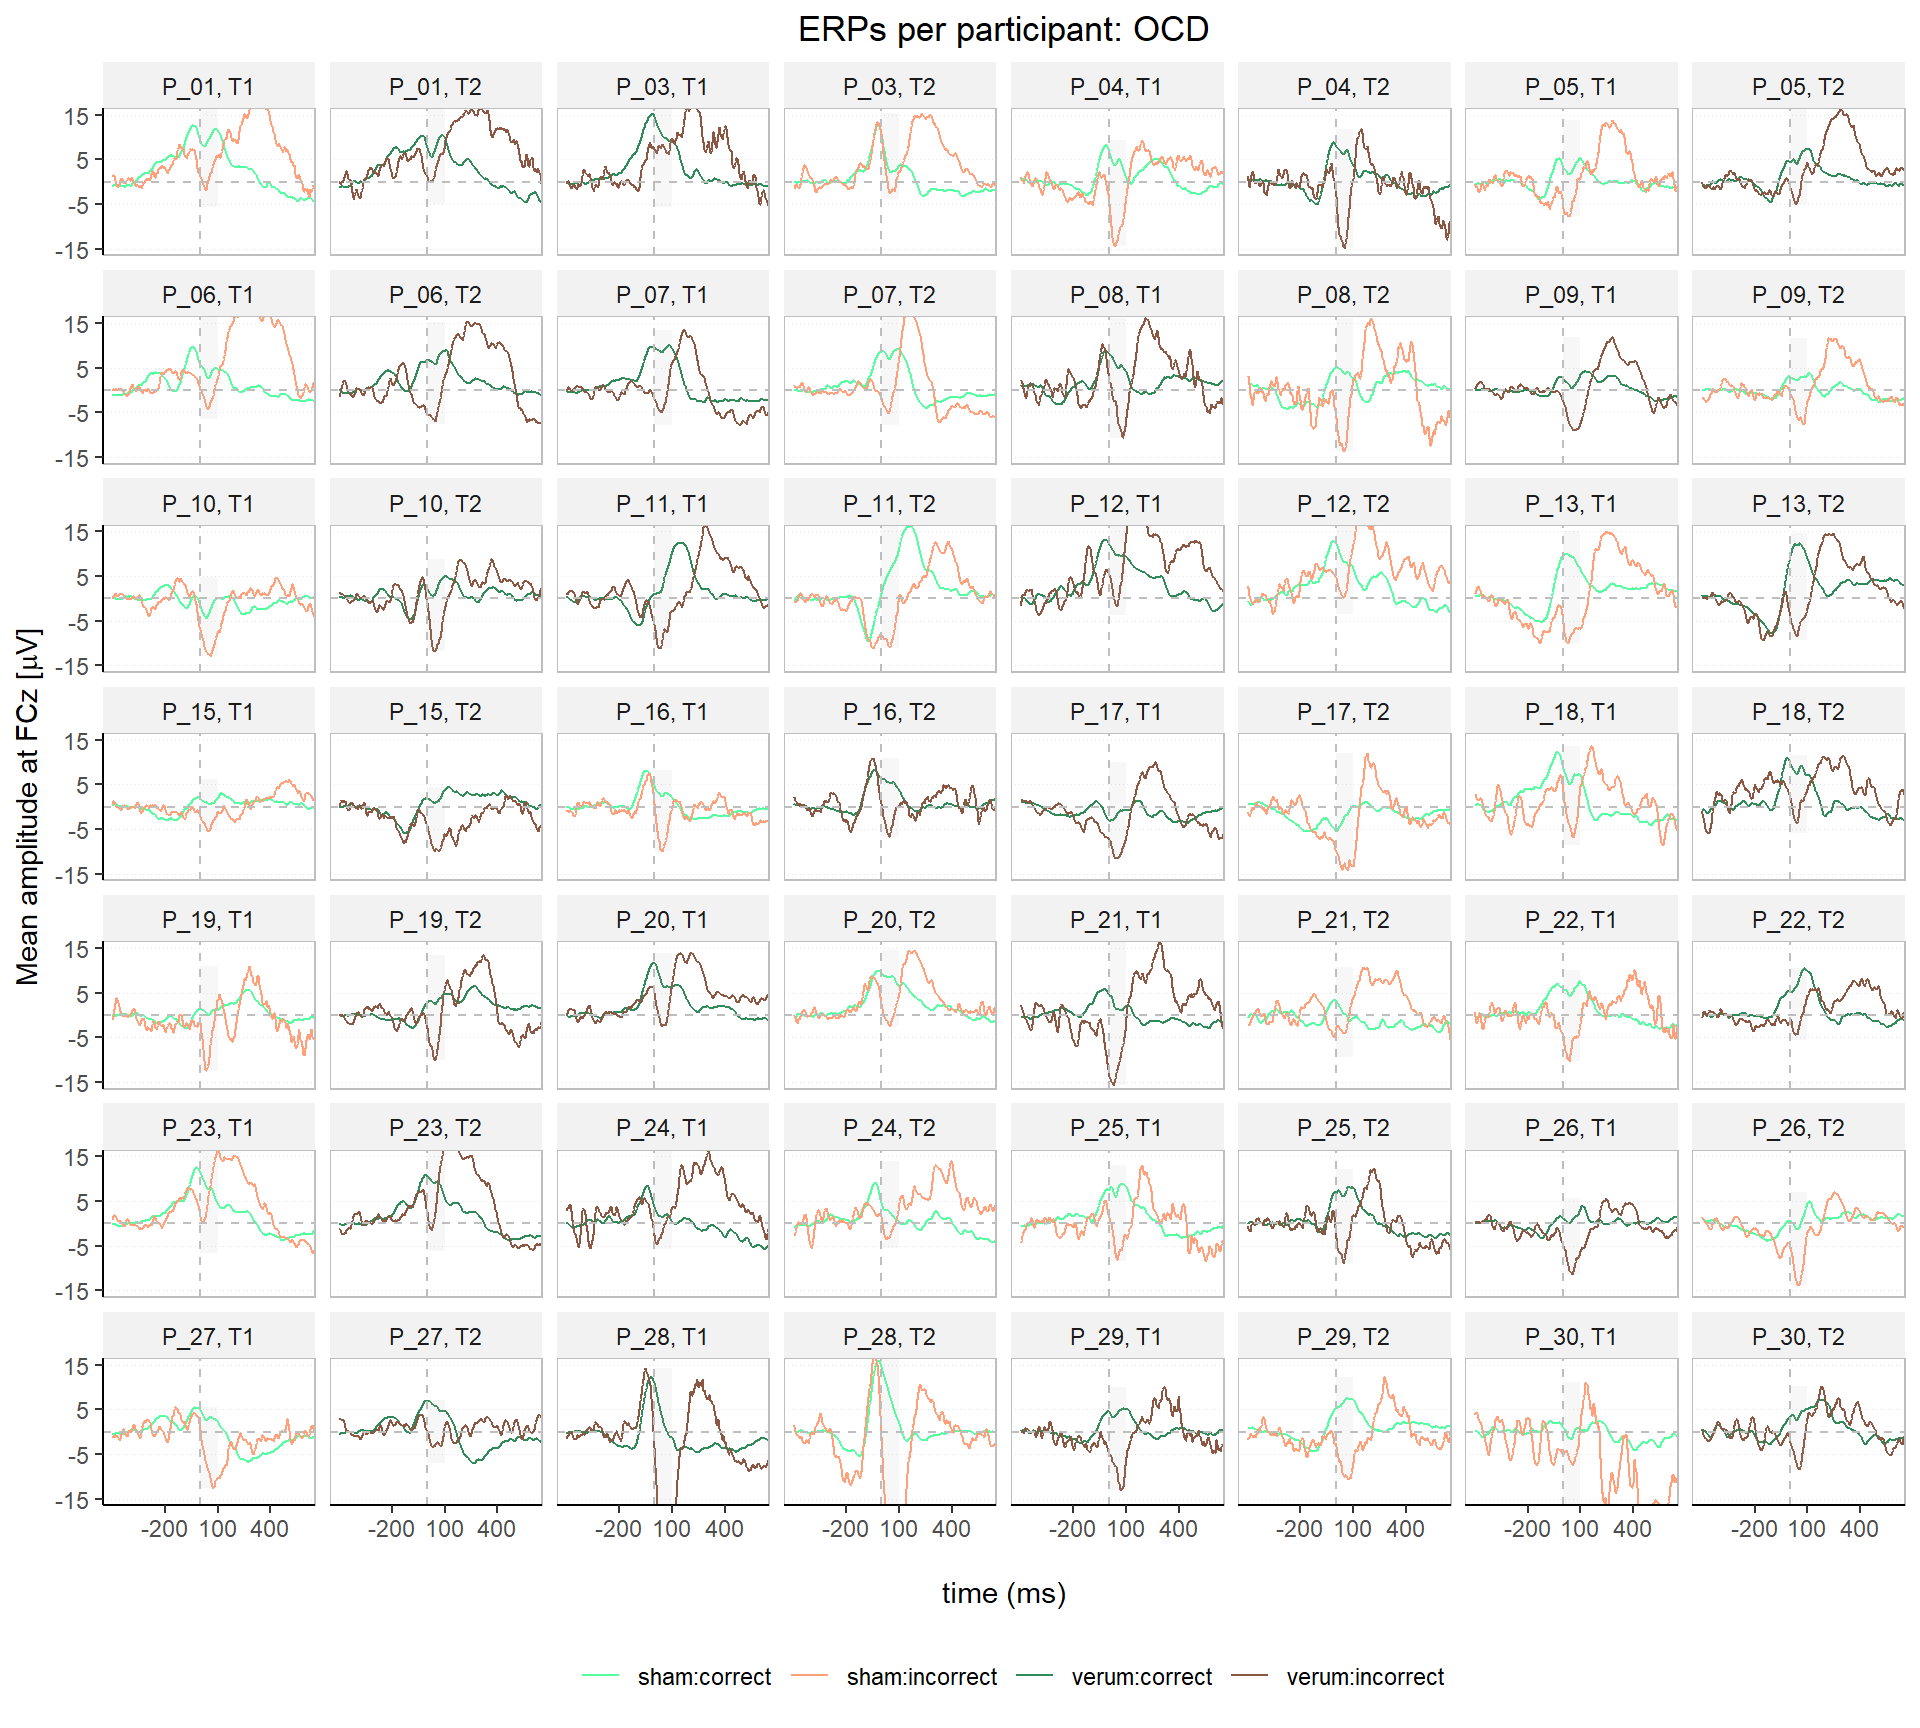 ERPs per participant: OCD
P_01, T1 P_01, T2 P_03, T1 P_03, T2 P_04, T1 P_04, T2 P_05, T1 P_05, T2
15
5
-5
-15
P_06, T1 P_06, T2 P_07, T1 P_07, T2 P_08, T1 P_08, T2 P_09, T1 P_09, T2
15
5
-5
-15
P_10, T1 P_10, T2 P_11, T1 P_11, T2 P_12, T1 P_12, T2 P_13, T1 P_13, T2
15
5
-5
-15
P_15, T1 P_15, T2 P_16, T1 P_16, T2 P_17, T1 P_17, T2 P_18, T1 P_18, T2
15
5
-5
-15
P_19, T1 P_19, T2 P_20, T1 P_20, T2 P_21, T1 P_21, T2 P_22, T1 P_22, T2
15
5
-5
-15
P_23, T1 P_23, T2 P_24, T1 P_24, T2 P_25, T1 P_25, T2 P_26, T1 P_26, T2
15
5
-5
-15
P_27, T1 P_27, T2 P_28, T1 P_28, T2 P_29, T1 P_29, T2 P_30, T1 P_30, T2
15
5
-5
-15
-200 100 400 -200 100 400 -200 100 400 -200 100 400 -200 100 400 -200 100 400 -200 100 400 -200 100 400
Mean amplitude at FCz [μV]
time (ms)
sham:correct sham:incorrect verum:correct verum:incorrect